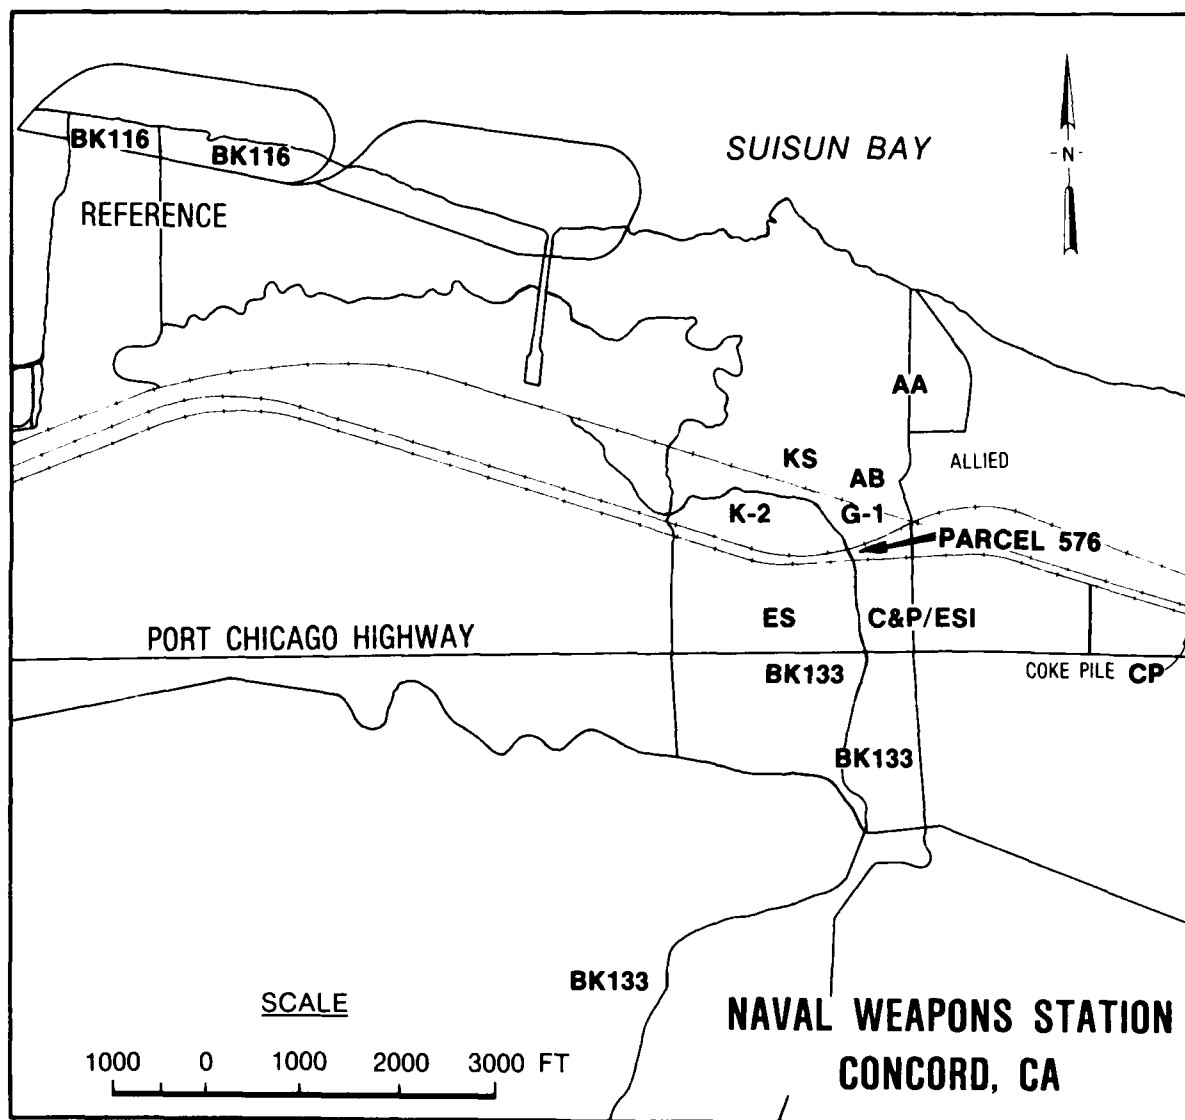 SUISUN BAY
BK116
BK116
N
REFERENCE
AA
KS
ALLIED
AB
K-2
G-1
PARCEL 576
ES
C&P/ESI
PORT CHICAGO HIGHWAY
BK133
COKE PILE CP
BK133
BK133
SCALE
1000 0 1000 2000 3000 FT
NAVAL WEAPONS STATION
CONCORD, CA